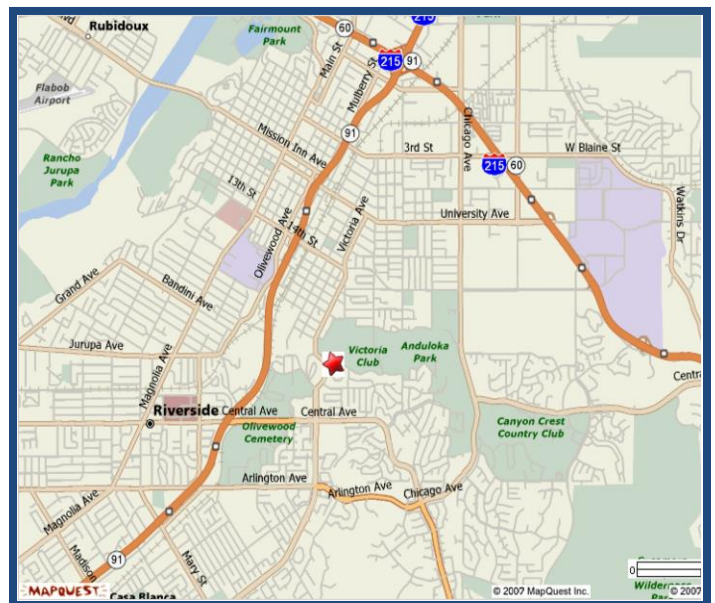 Blvd
Rubidoux
Fairmount
Park
60
Park
215
215
91
Main St
Mulberry St
Flabob
Airport
91
Chicago Ave
Mission Inn Ave
3rd St
W Blaine St
215
60
Rancho
Jurupa
Park
13th St
Victoria Ave
Watkins Dr
University Ave
14th St
Olivewood Ave
Grand Ave
Bandini Ave
Jurupa Ave
Magnolia Ave
Victoria
Club
Anduloka
Park
Centr
Riverside
Central Ave
Central Ave
Olivewood
Cemetery
Canyon Crest
Country Club
Arlington Ave
Arlington Ave
Chicago Ave
Magnolia Ave
Madison
91
Mary St
0
MAPQUEST
Casa Blanca
© 2007 MapQuest Inc.
© 2007